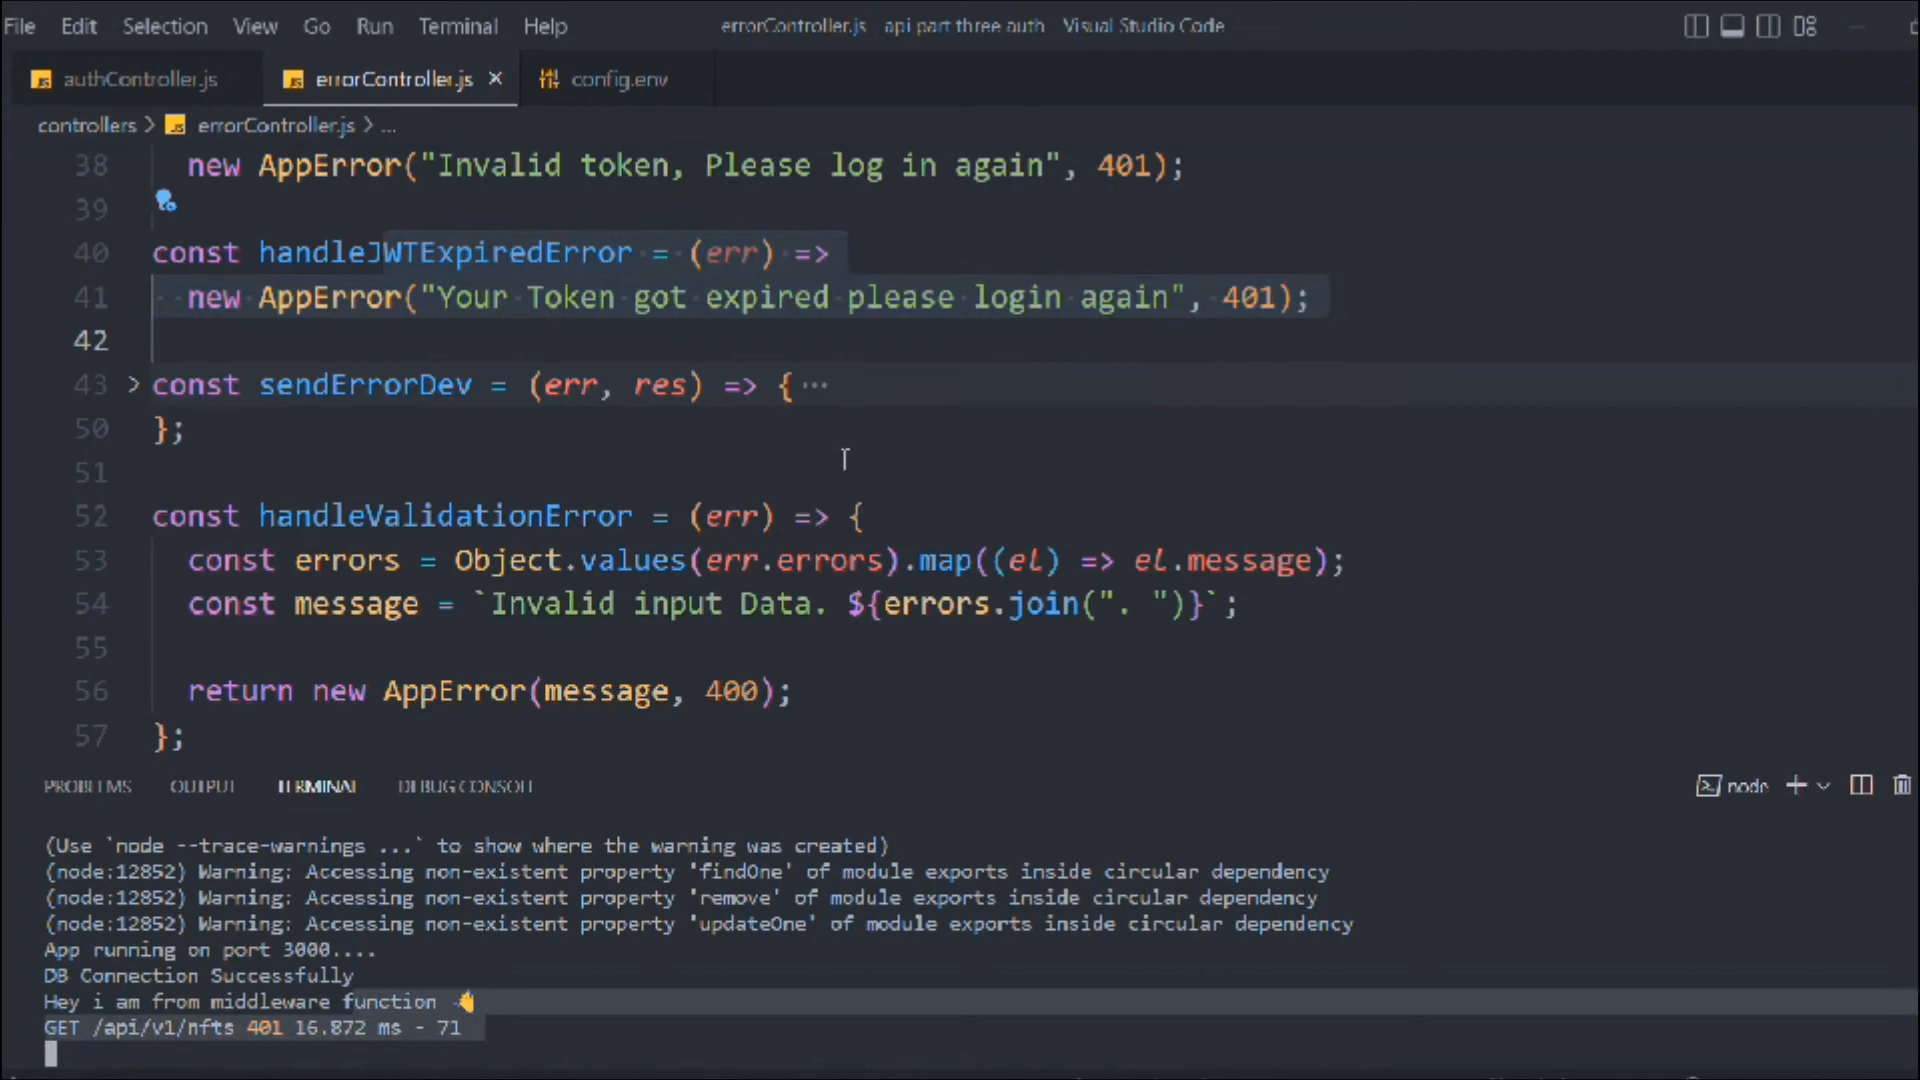 File Edit Selection View Go Run Terminal Help errorController.js api part three auth Visual Studio Code
authController.js errorController.js config.env
controllers > errorController.js > ...
38 new AppError("Invalid token, Please log in again", 401);
39
40 const handleJWTExpiredError = (err) =>
41 new AppError("Your Token got expired please login again", 401);
42
43 const sendErrorDev = (err, res) => { ...
50 };
51
52 const handleValidationError = (err) => {
53 const errors = Object.values(err.errors).map((el) => el.message);
54 const message = `Invalid input Data. ${errors.join(". ")}`;
55
56 return new AppError(message, 400);
57 };
PROBLEMS OUTPUT TERMINAL DEBUG CONSOLE node
(Use `node --trace-warnings ...` to show where the warning was created)
(node:12852) Warning: Accessing non-existent property 'findOne' of module exports inside circular dependency
(node:12852) Warning: Accessing non-existent property 'remove' of module exports inside circular dependency
(node:12852) Warning: Accessing non-existent property 'updateOne' of module exports inside circular dependency
App running on port 3000....
DB Connection Successfully
Hey i am from middleware function 👋
GET /api/v1/nfts 401 16.872 ms - 71